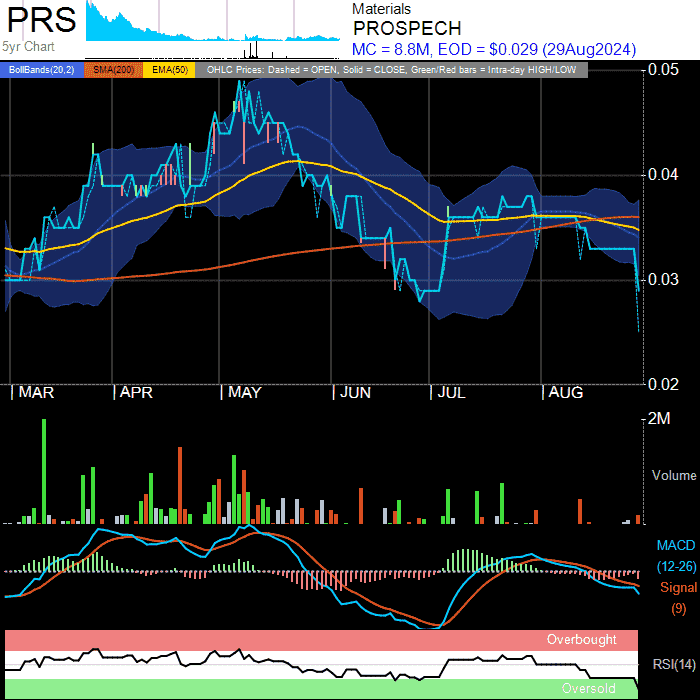 PRS
5yr Chart
Materials
PROSPECH
MC = 8.8M, EOD = $0.029 (29Aug2024)
BollBands(20,2) SMA(200) EMA(50) OHLC Prices: Dashed = OPEN, Solid = CLOSE, Green/Red bars = Intra-day HIGH/LOW
0.05
0.04
0.03
0.02
MAR APR MAY JUN JUL AUG
2M
Volume
MACD
(12-26)
Signal
(9)
Overbought
RSI(14)
Oversold